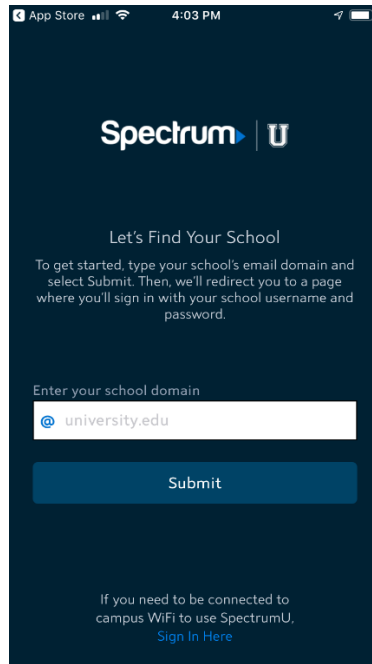 App Store 4:03 PM
Spectrum U
Let's Find Your School
To get started, type your school's email domain and
select Submit. Then, we'll redirect you to a page
where you'll sign in with your school username and
password.
Enter your school domain
@ university.edu
Submit
If you need to be connected to
campus WiFi to use SpectrumU,
Sign In Here